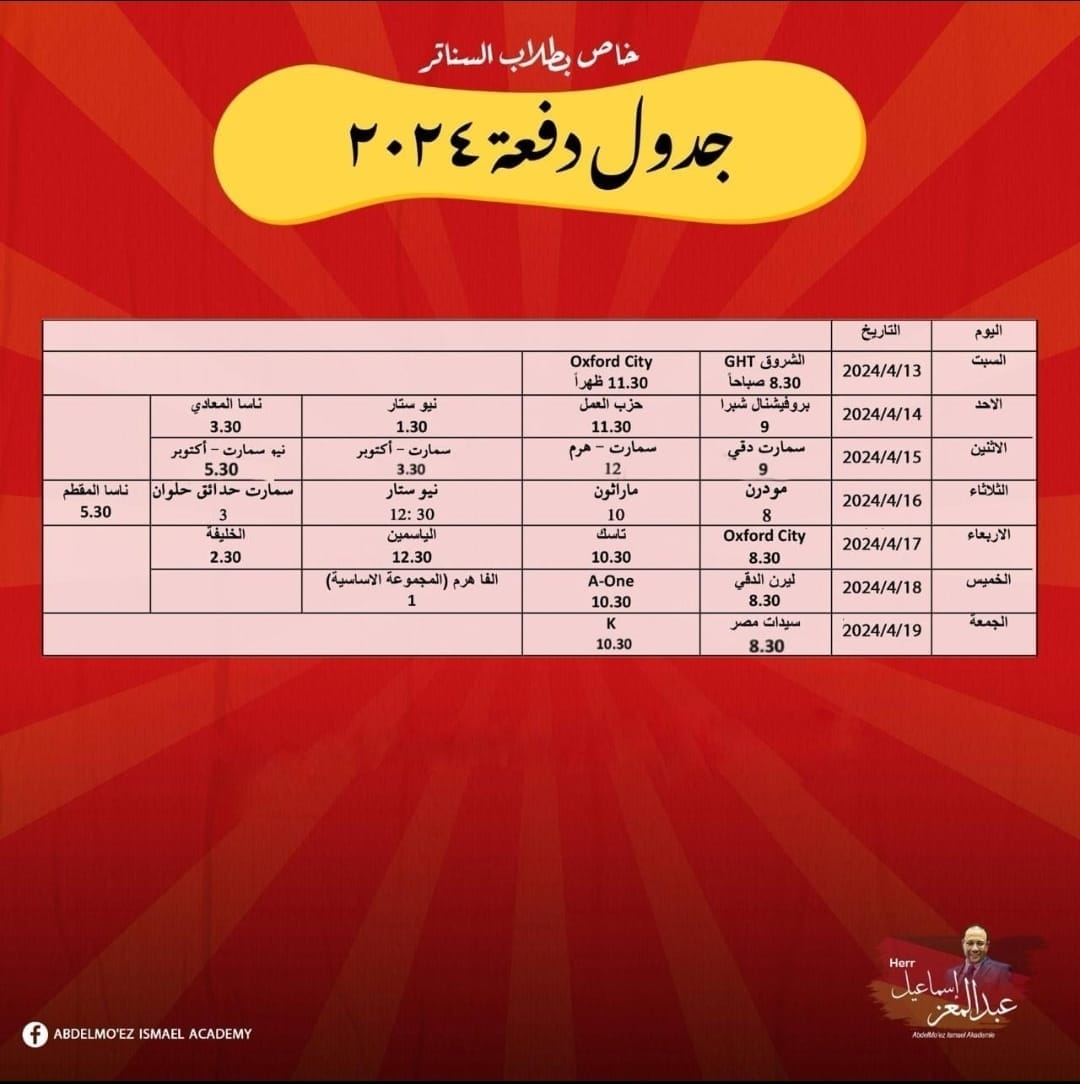 خاص بطلاب السناتر
جدول دفعة ٢٠٢٤
اليوم التاريخ
السبت 2024/4/13 الشروق GHT 8.30 صباحاً Oxford City 11.30 ظهراً
الاحد 2024/4/14 بروفيشنال شبرا 9 حزب العمل 11.30 نيو ستار 1.30 ناسا المعادي 3.30
الاثنين 2024/4/15 سمارت دقي 9 سمارت - هرم 12 سمارت - أكتوبر 3.30 نيو سمارت - أكتوبر 5.30
الثلاثاء 2024/4/16 مودرن 8 ماراثون 10 نيو ستار 12: 30 سمارت حدائق حلوان 3 ناسا المقطم 5.30
الاربعاء 2024/4/17 Oxford City 8.30 تاسك 10.30 الياسمين 12.30 الخليفة 2.30
الخميس 2024/4/18 ليرن الدقي 8.30 A-One 10.30 الفا هرم (المجموعة الاساسية) 1
الجمعة 2024/4/19 سيدات مصر 8.30 K 10.30
Herr
عبدالمعز إسماعيل
AbdelMo'ez Ismael Akademie
ABDELMO'EZ ISMAEL ACADEMY